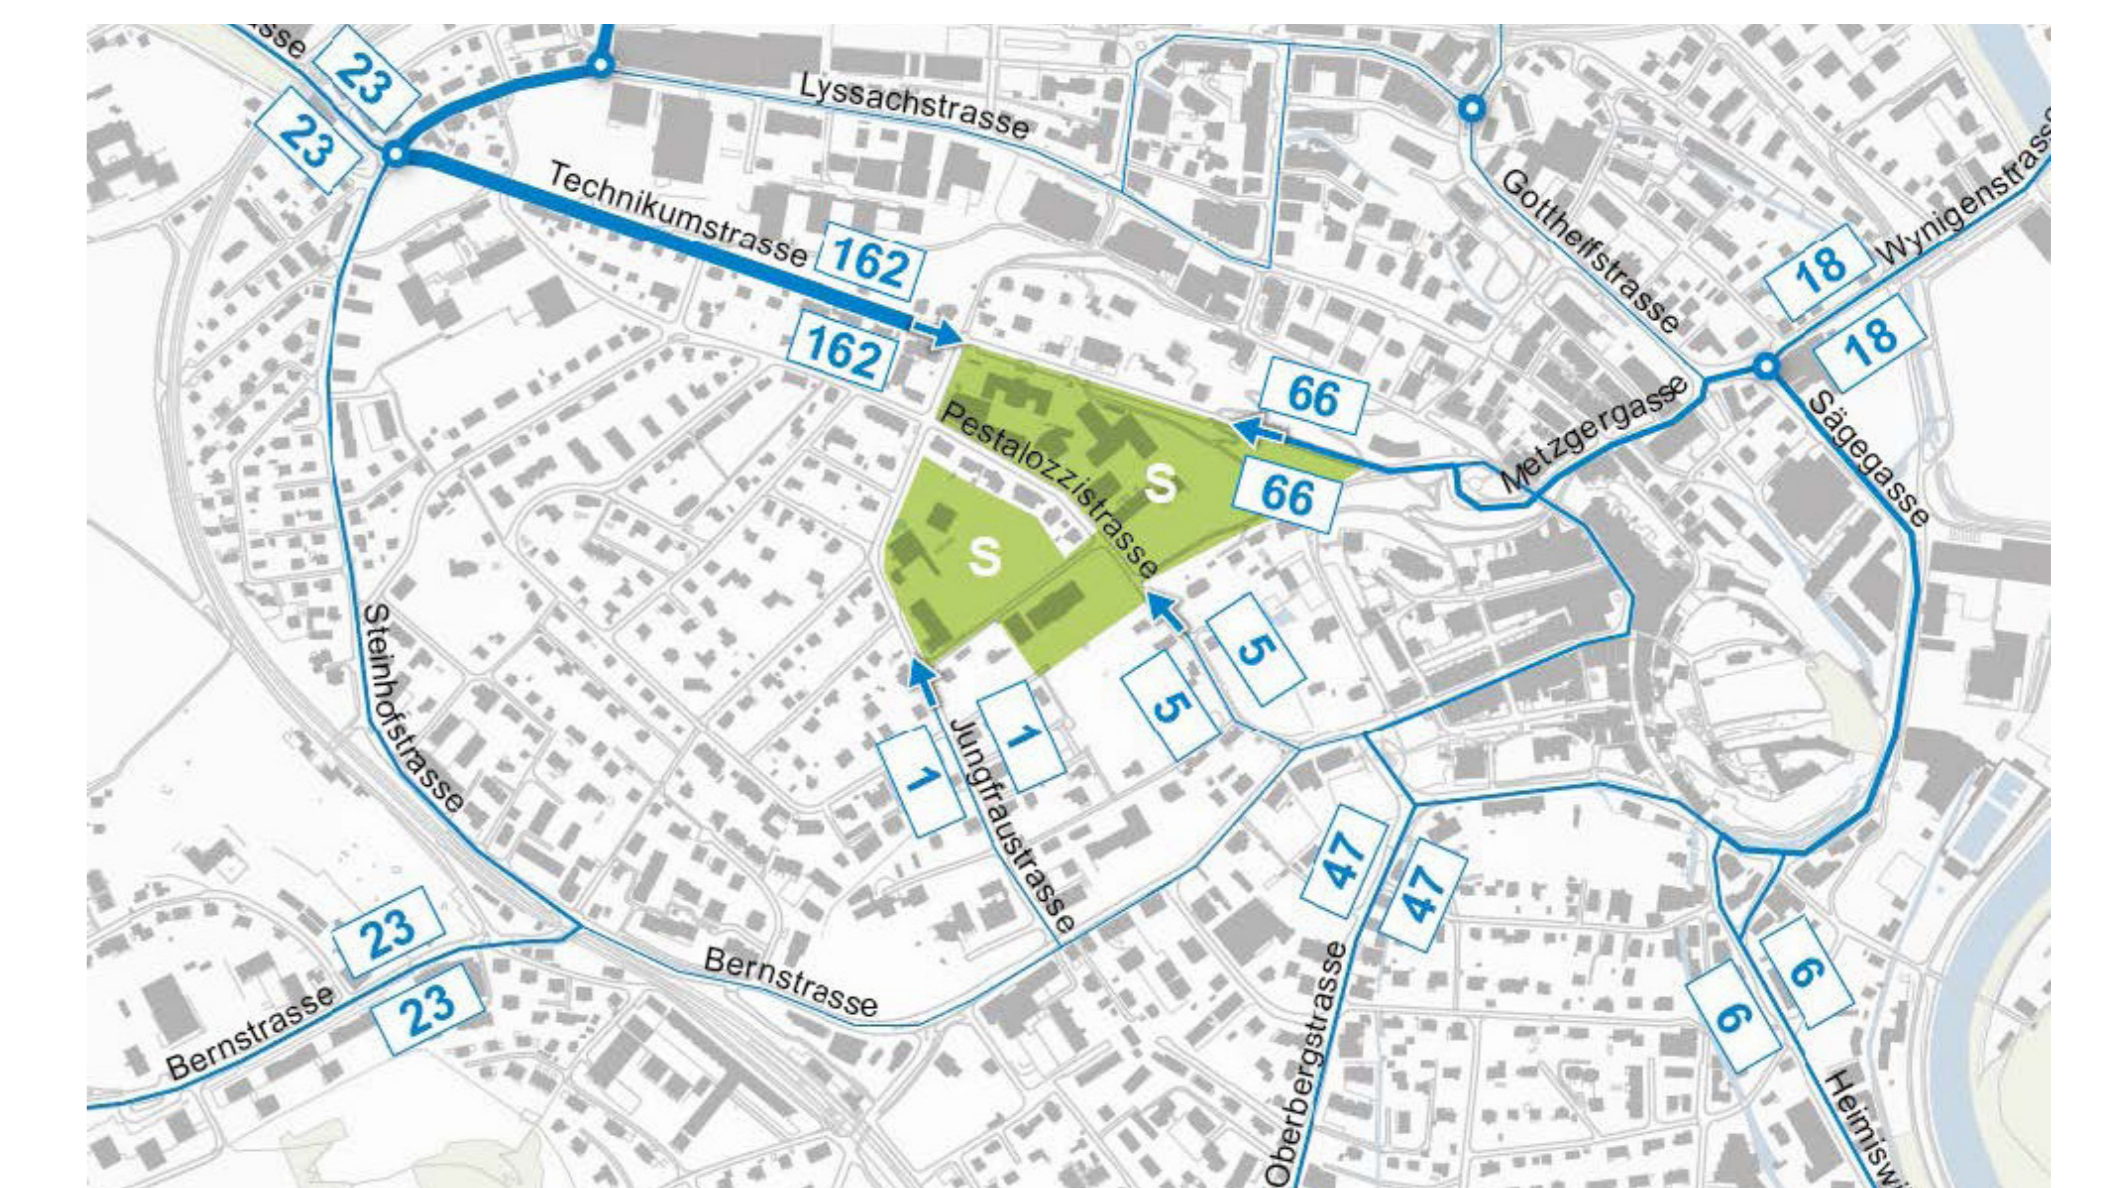 sse
23
23
Lyssachstrasse
Technikumstrasse
162
162
Gotthelfstrasse
Wynigenstrasse
18
18
66
66
Metzgergasse
Sägegasse
Pestalozzistrasse
S
S
5
5
1
1
Jungfraustrasse
Steinhofstrasse
47
47
23
23
Bernstrasse
Bernstrasse
Oberbergstrasse
6
6
Heimisw